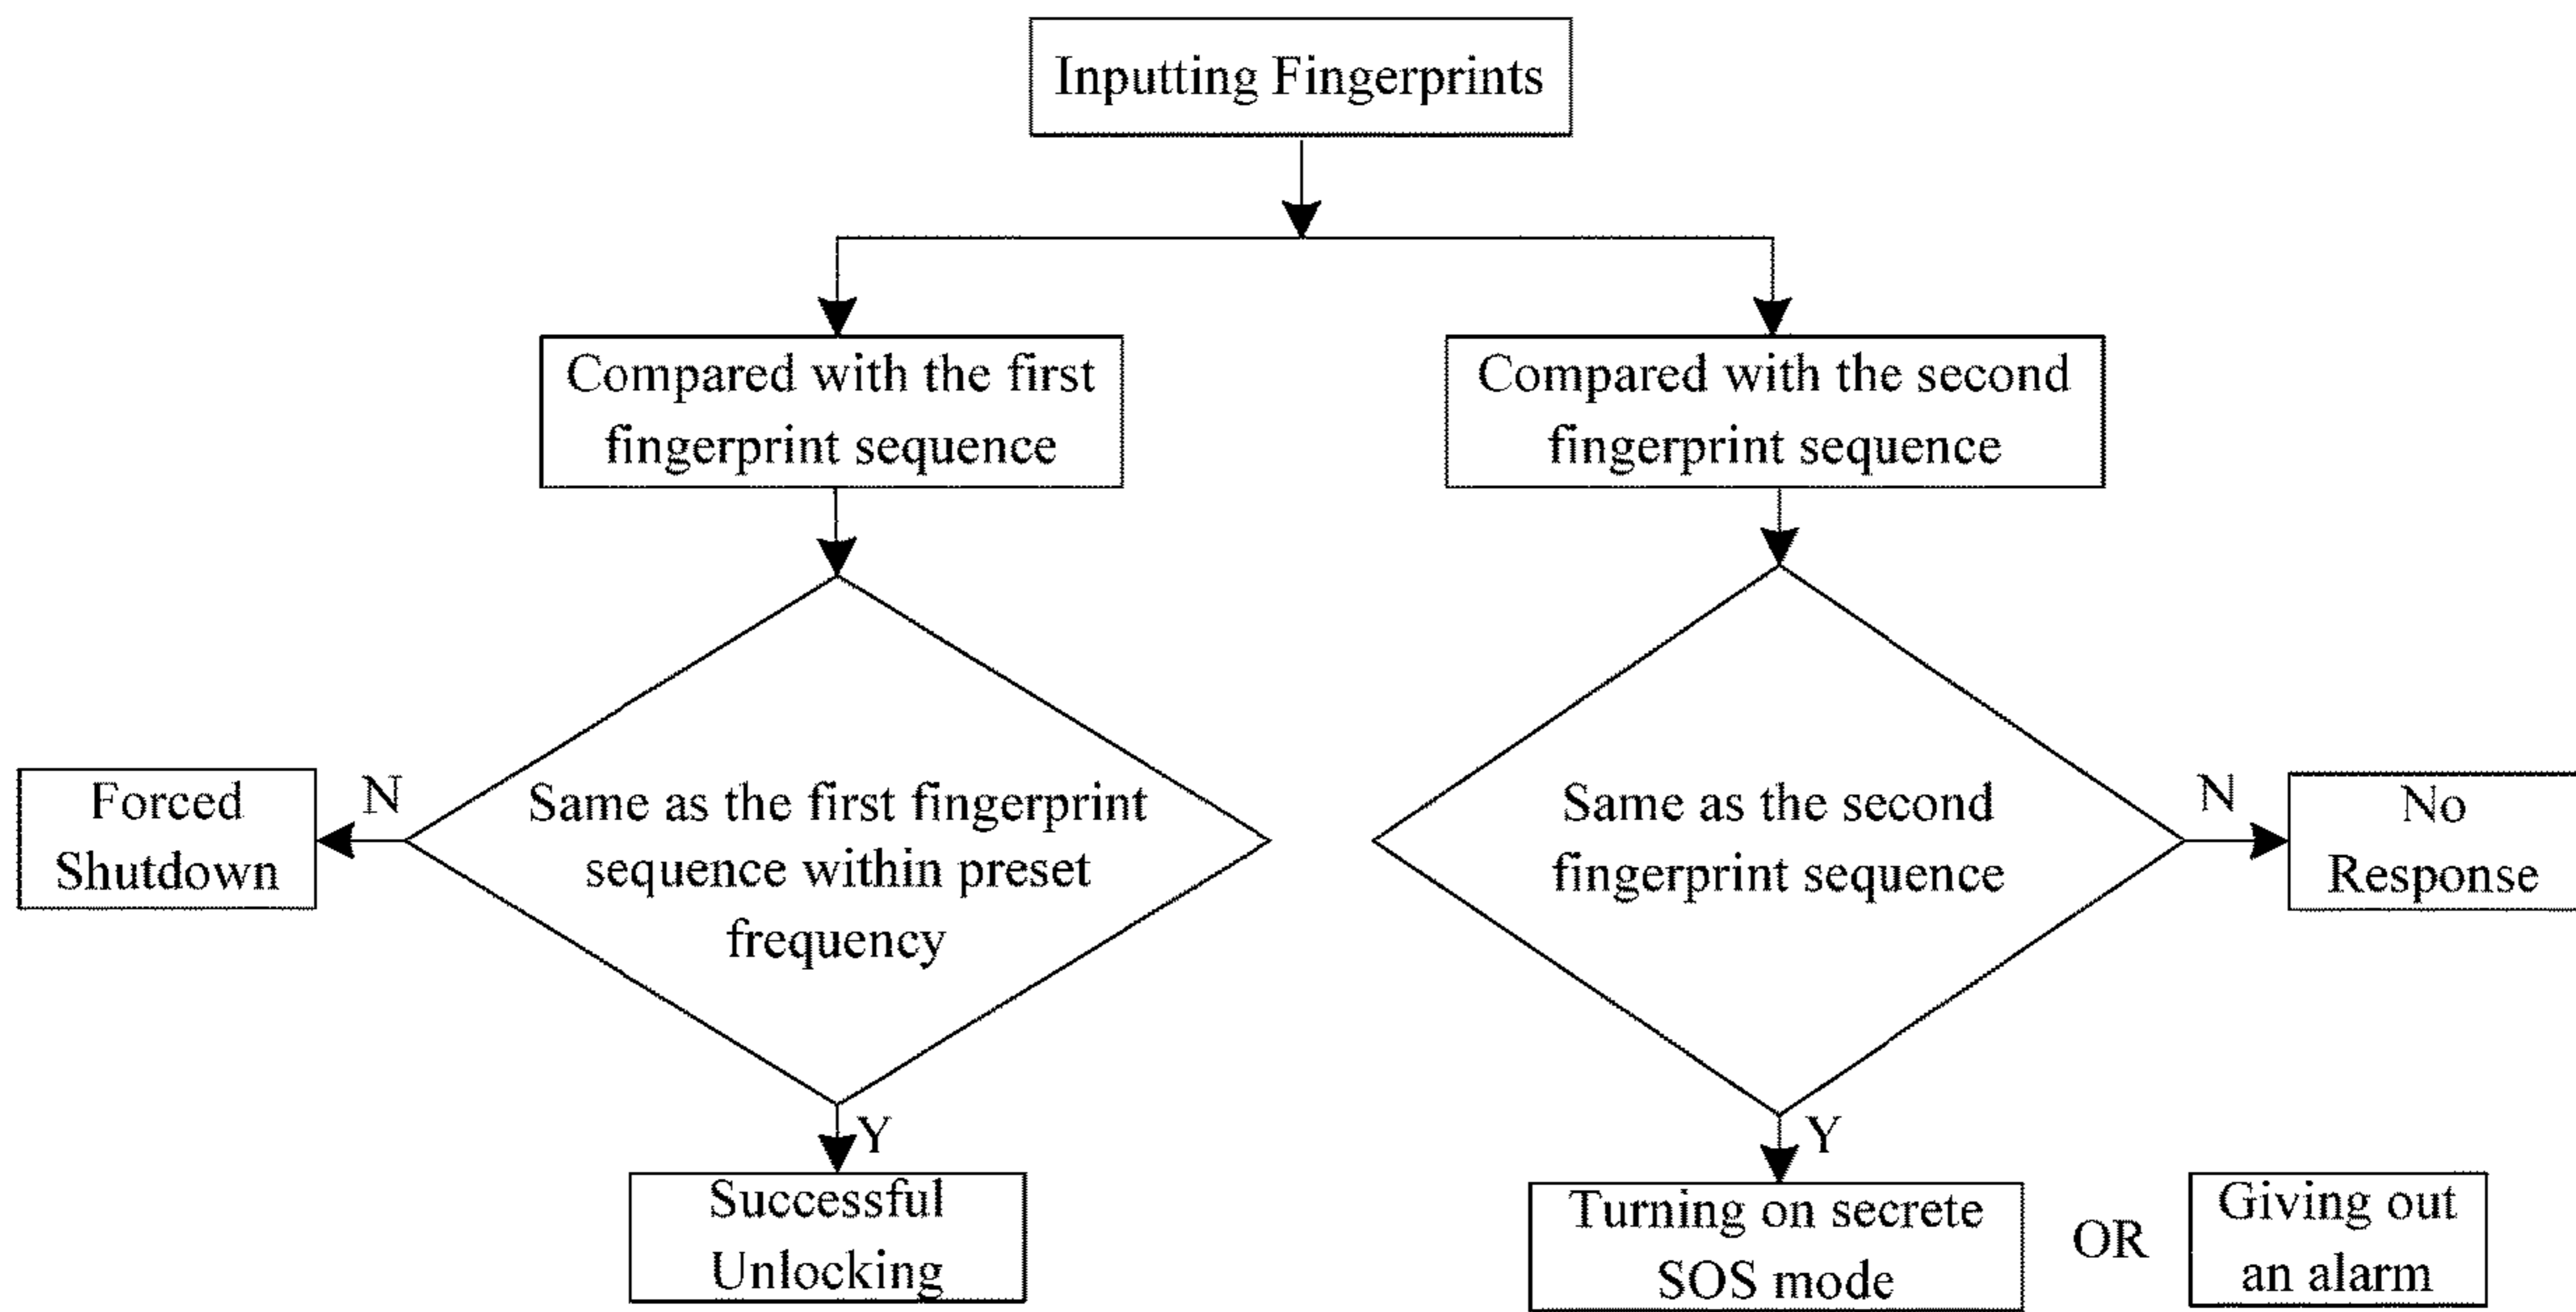 Inputting Fingerprints
Compared with the first
fingerprint sequence
Compared with the second
fingerprint sequence
Forced
Shutdown
N
Same as the first fingerprint
sequence within preset
frequency
Same as the second
fingerprint sequence
N
No
Response
Y
Successful
Unlocking
Y
Turning on secrete
SOS mode
OR
Giving out
an alarm